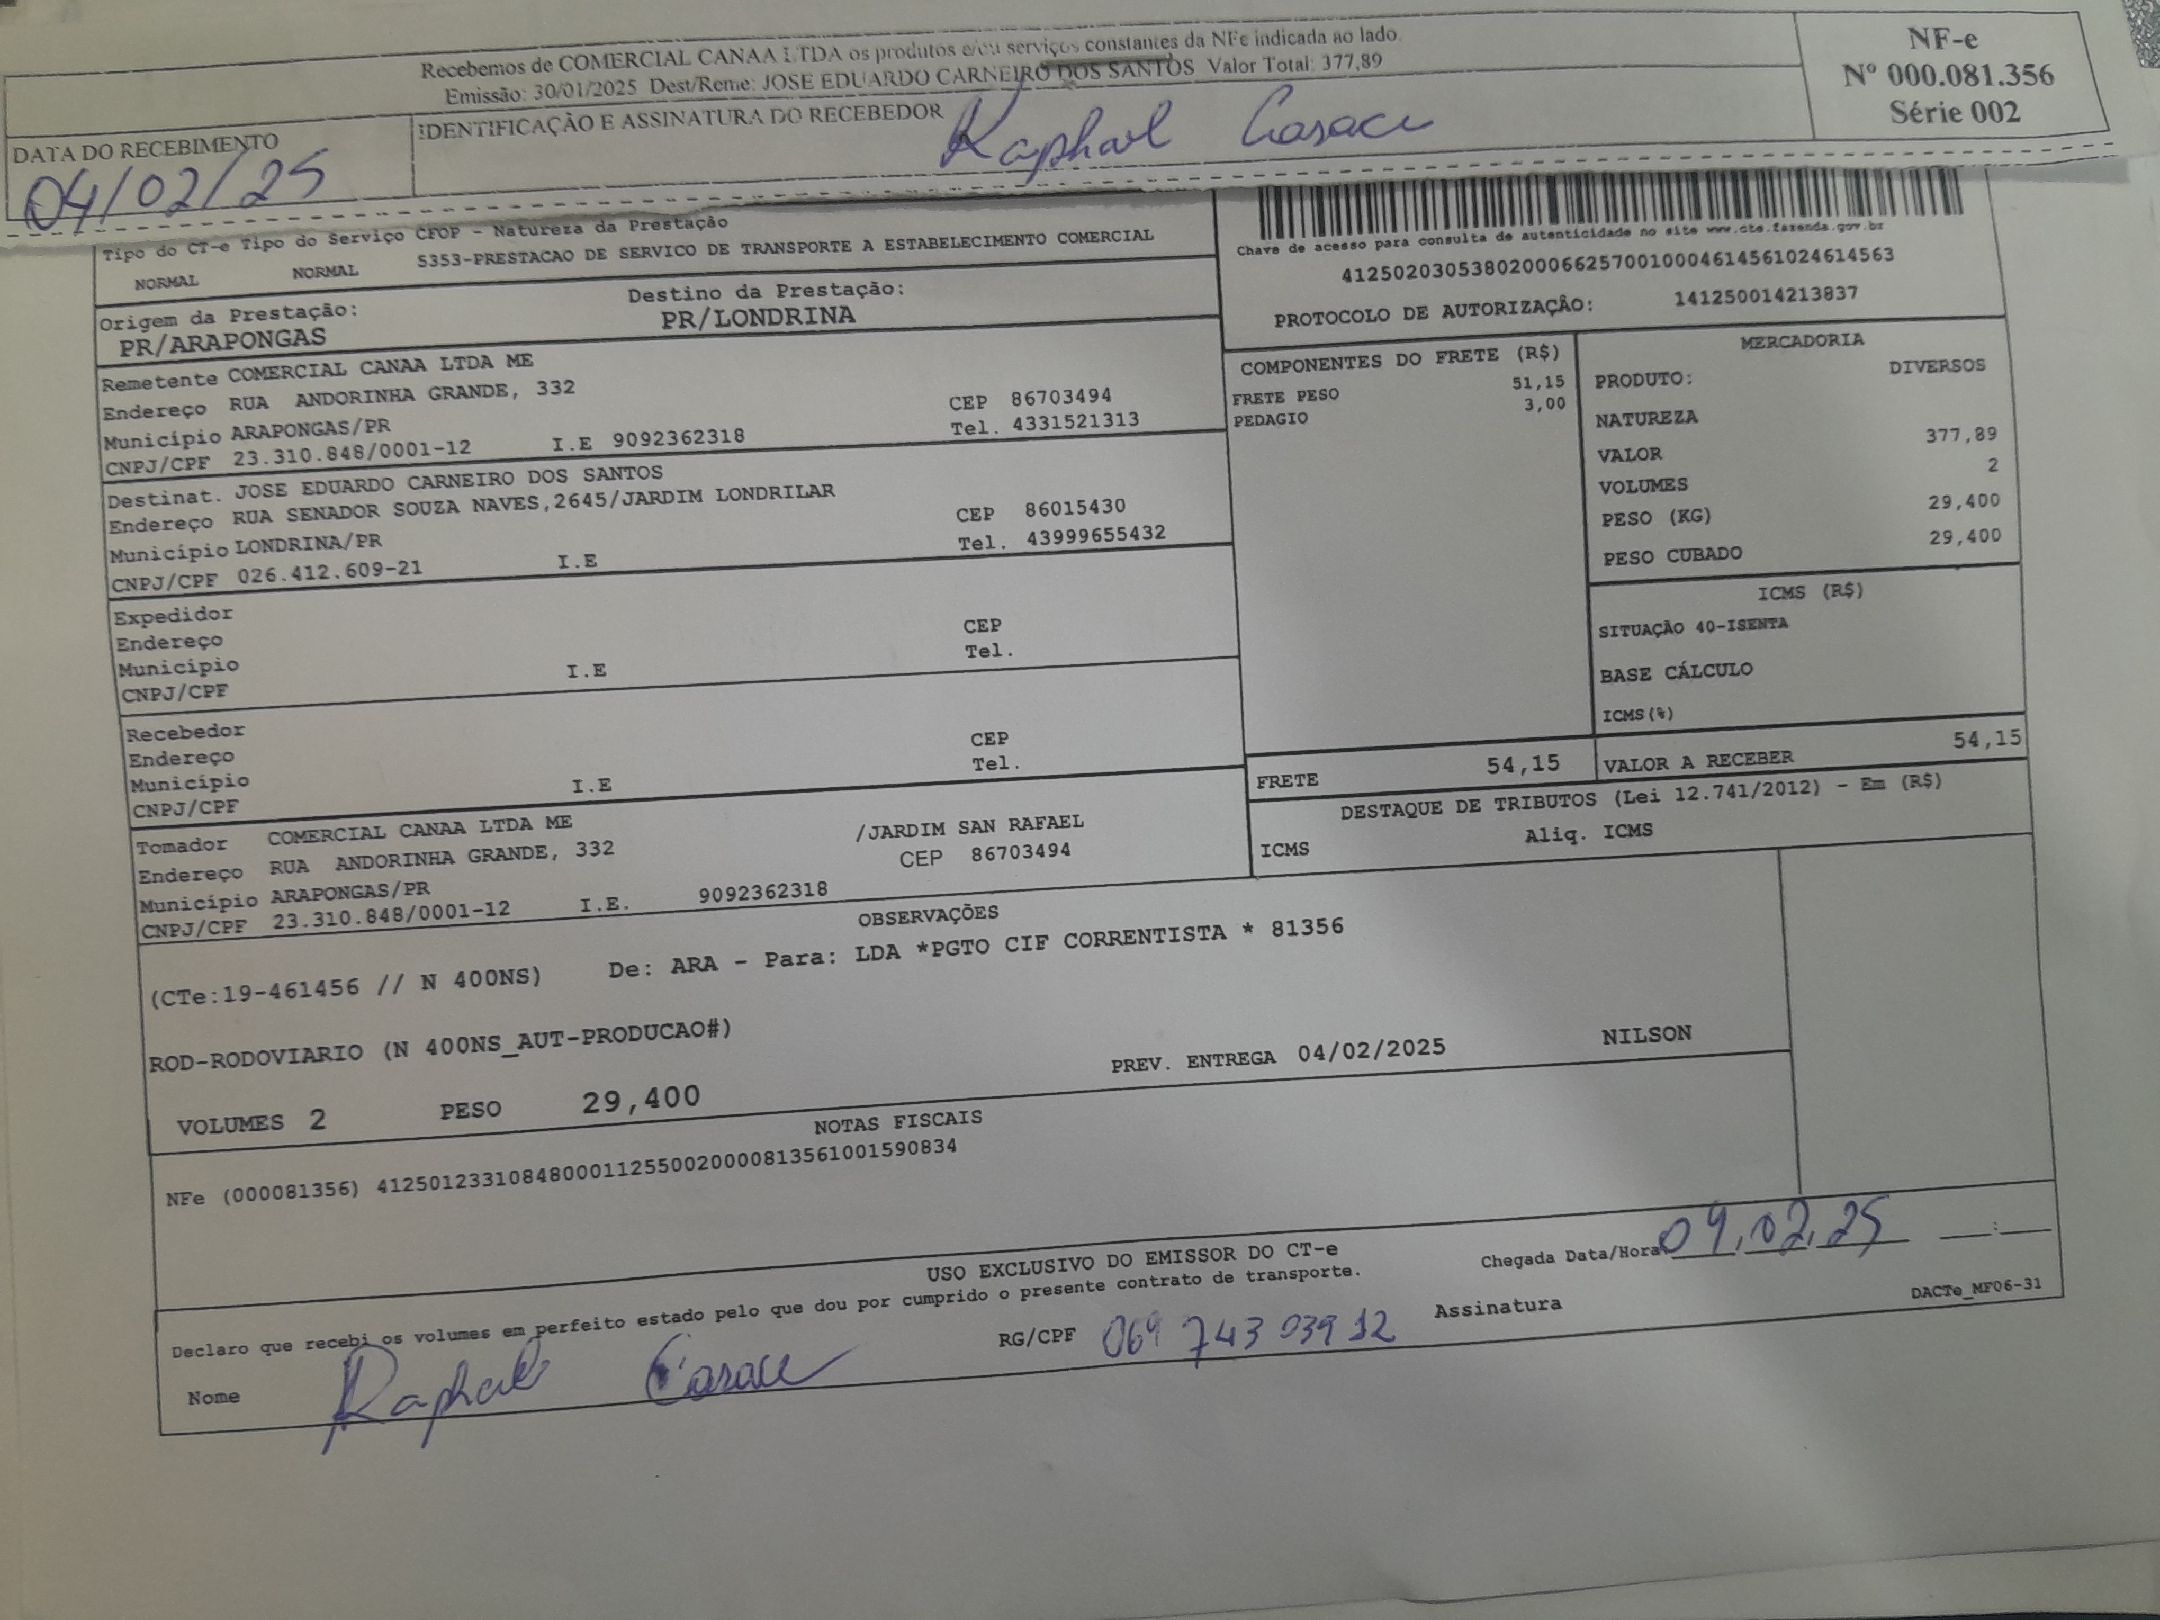 Recebemos de COMERCIAL CANAA LTDA os produtos e/ou serviços constantes da NFe indicada ao lado.
Emissão: 30/01/2025 Dest/Reme: JOSE EDUARDO CARNEIRO DOS SANTOS Valor Total: 377,89
NF-e
Nº 000.081.356
Série 002
DATA DO RECEBIMENTO
04/02/25
IDENTIFICAÇÃO E ASSINATURA DO RECEBEDOR
Raphael
Tipo do CT-e Tipo do Serviço CFOP - Natureza da Prestação
NORMAL NORMAL 5353-PRESTACAO DE SERVICO DE TRANSPORTE A ESTABELECIMENTO COMERCIAL
Chave de acesso para consulta de autenticidade no site www.cte.fazenda.gov.br
41250203053802000662570010004614561024614563
PROTOCOLO DE AUTORIZAÇÃO: 141250014213837
Origem da Prestação: Destino da Prestação:
PR/ARAPONGAS PR/LONDRINA
Remetente COMERCIAL CANAA LTDA ME
Endereço RUA ANDORINHA GRANDE, 332 CEP 86703494
Município ARAPONGAS/PR Tel. 4331521313
CNPJ/CPF 23.310.848/0001-12 I.E 9092362318
Destinat. JOSE EDUARDO CARNEIRO DOS SANTOS
Endereço RUA SENADOR SOUZA NAVES,2645/JARDIM LONDRILAR CEP 86015430
Município LONDRINA/PR Tel. 43999655432
CNPJ/CPF 026.412.609-21 I.E
Expedidor
Endereço CEP
Município Tel.
CNPJ/CPF I.E
Recebedor
Endereço CEP
Município Tel.
CNPJ/CPF I.E
Tomador COMERCIAL CANAA LTDA ME /JARDIM SAN RAFAEL
Endereço RUA ANDORINHA GRANDE, 332 CEP 86703494
Município ARAPONGAS/PR
CNPJ/CPF 23.310.848/0001-12 I.E. 9092362318
COMPONENTES DO FRETE (R$)
FRETE PESO 51,15
PEDAGIO 3,00
MERCADORIA
PRODUTO: DIVERSOS
NATUREZA
VALOR 377,89
VOLUMES 2
PESO (KG) 29,400
PESO CUBADO 29,400
ICMS (R$)
SITUAÇÃO 40-ISENTA
BASE CÁLCULO
ICMS(%)
FRETE 54,15 VALOR A RECEBER 54,15
DESTAQUE DE TRIBUTOS (Lei 12.741/2012) - Em (R$)
ICMS Aliq. ICMS
OBSERVAÇÕES
(CTe:19-461456 // N 400NS) De: ARA - Para: LDA *PGTO CIF CORRENTISTA * 81356
ROD-RODOVIARIO (N 400NS_AUT-PRODUCAO#)
PREV. ENTREGA 04/02/2025 NILSON
VOLUMES 2 PESO 29,400
NOTAS FISCAIS
NFe (000081356) 41250123310848000112550020000813561001590834
USO EXCLUSIVO DO EMISSOR DO CT-e
Chegada Data/Hora 04,02,25 __:__
Declaro que recebi os volumes em perfeito estado pelo que dou por cumprido o presente contrato de transporte.
DACTe_MF06-31
Nome Raphael RG/CPF 069 743 039 12 Assinatura